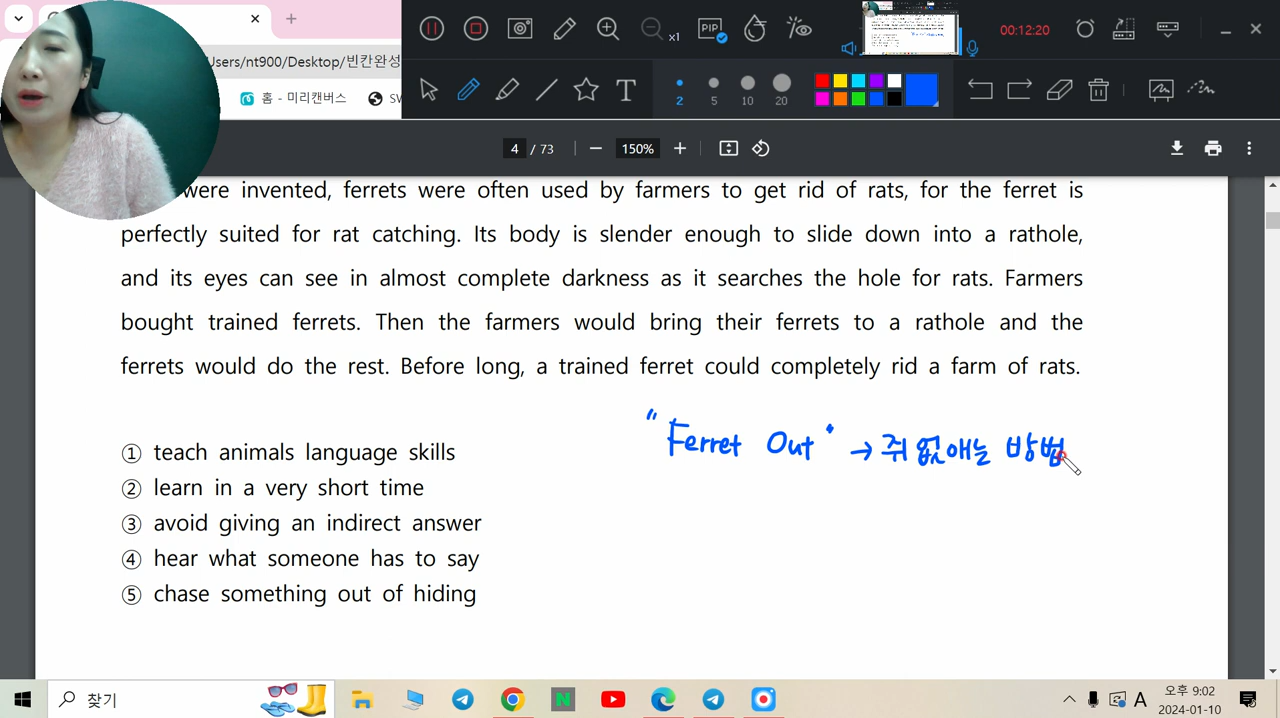 Users/nt900/Desktop/빈칸완성
홈 - 미리캔버스
PIP
x1
00:12:20
T
2 5 10 20
4 / 73
150%
were invented, ferrets were often used by farmers to get rid of rats, for the ferret is
perfectly suited for rat catching. Its body is slender enough to slide down into a rathole,
and its eyes can see in almost complete darkness as it searches the hole for rats. Farmers
bought trained ferrets. Then the farmers would bring their ferrets to a rathole and the
ferrets would do the rest. Before long, a trained ferret could completely rid a farm of rats.
"Ferret Out" → 쥐 없애는 방법
① teach animals language skills
② learn in a very short time
③ avoid giving an indirect answer
④ hear what someone has to say
⑤ chase something out of hiding
찾기
N
A
오후 9:02
2024-01-10